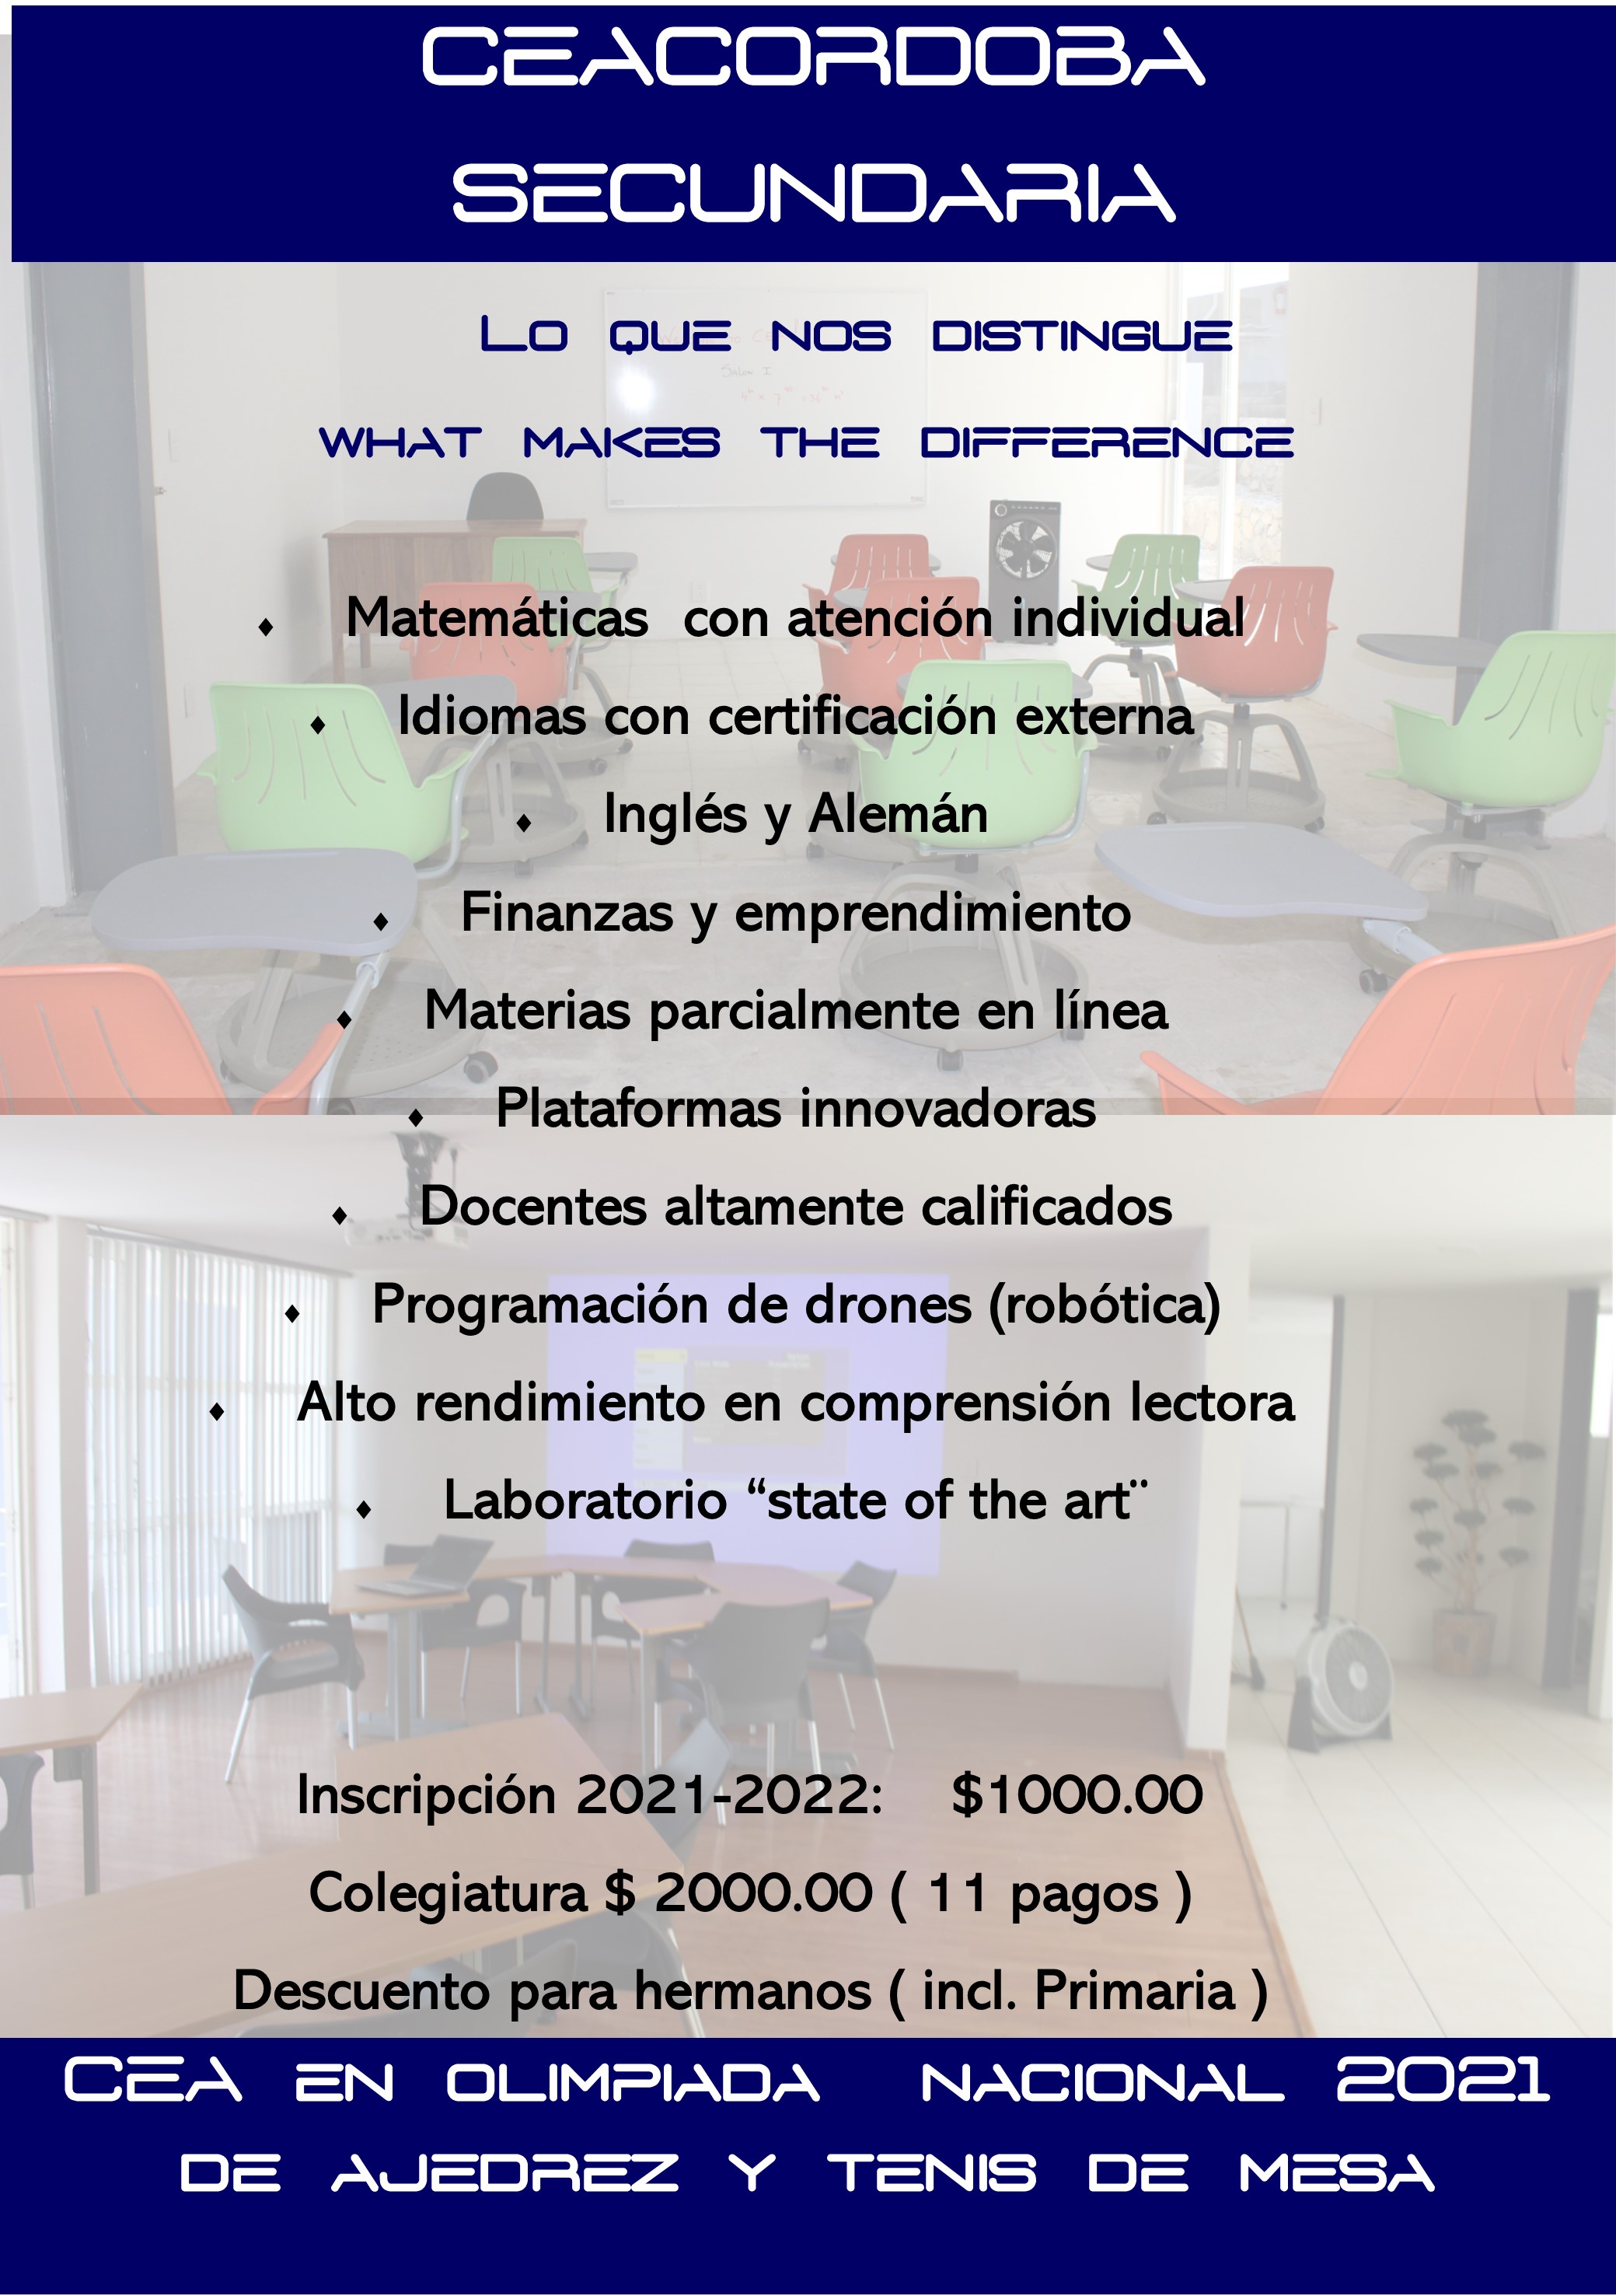 CEACORDOBA
SECUNDARIA
Lo que nos distingue
what makes the difference
Salon I
♦ Matemáticas con atención individual
♦ Idiomas con certificación externa
♦ Inglés y Alemán
♦ Finanzas y emprendimiento
♦ Materias parcialmente en línea
♦ Plataformas innovadoras
♦ Docentes altamente calificados
♦ Programación de drones (robótica)
♦ Alto rendimiento en comprensión lectora
♦ Laboratorio “state of the art¨
Inscripción 2021-2022: $1000.00
Colegiatura $ 2000.00 ( 11 pagos )
Descuento para hermanos ( incl. Primaria )
CEA en olimpiada nacional 2021
de ajedrez y tenis de mesa